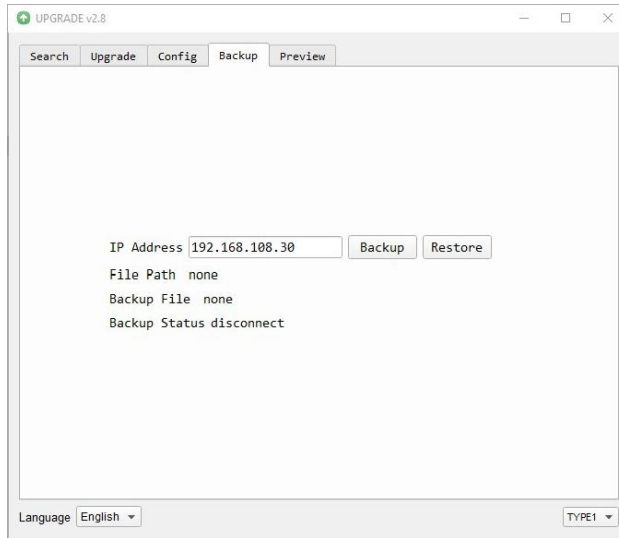 UPGRADE v2.8
Search Upgrade Config Backup Preview
IP Address 192.168.108.30 Backup Restore
File Path none
Backup File none
Backup Status disconnect
Language English TYPE1